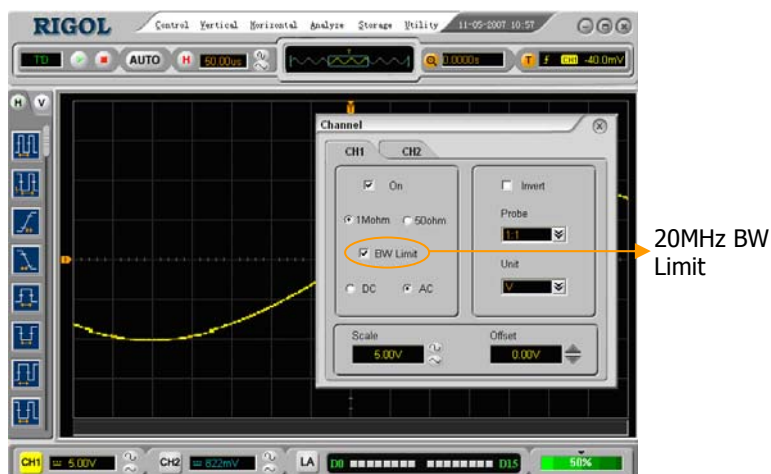 RIGOL Control Vertical Horizontal Analyze Storage Utility 11-05-2007 10:57
TD AUTO H 50.00us 0.0000s T CH1 -40.0mV
H V
T
Channel
CH1 CH2
On Invert
1Mohm 50ohm Probe
1:1
BW Limit
20MHz BW
Limit
Unit
DC AC V
Scale Offset
5.00V 0.00V
CH1 5.00V CH2 822mV LA D0 D15 50%